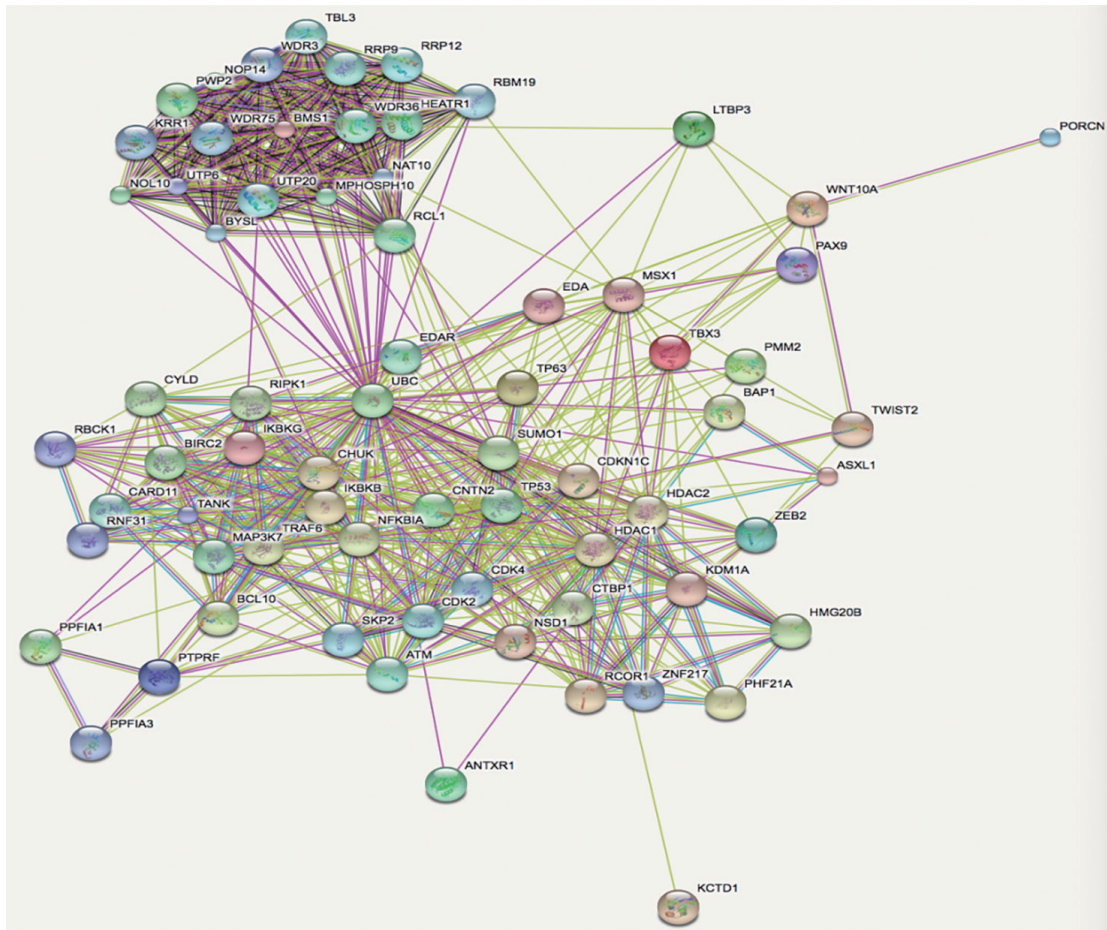 TBL3
WDR3
RRP9
RRP12
NOP14
PWP2
RBM19
HEATR1
WDR36
LTBP3
KRR1
WDR75
BMS1
PORCN
NAT10
NOL10
UTP6
UTP20
MPHOSPH10
WNT10A
BYSL
RCL1
PAX9
EDA
MSX1
EDAR
TBX3
PMM2
TP63
CYLD
RIPK1
UBC
BAP1
TWIST2
RBCK1
BIRC2
IKBKG
SUMO1
CHUK
CDKN1C
ASXL1
CARD11
TANK
IKBKB
CNTN2
TP53
HDAC2
ZEB2
RNF31
MAP3K7
TRAF6
NFKBIA
HDAC1
CDK4
CTBP1
KDM1A
BCL10
SKP2
CDK2
NSD1
HMG20B
PPFIA1
PTPRF
ATM
RCOR1
ZNF217
PHF21A
PPFIA3
ANTXR1
KCTD1